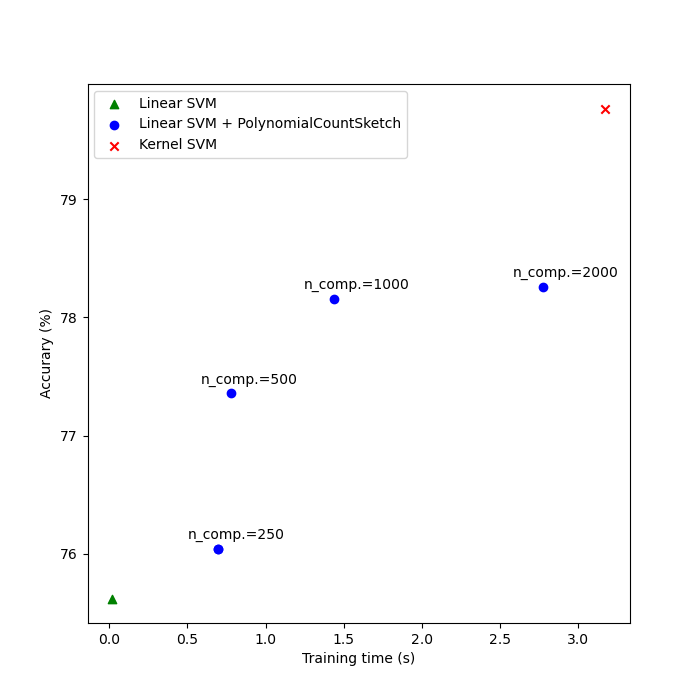 Linear SVM
Linear SVM + PolynomialCountSketch
Kernel SVM
79
n_comp.=2000
n_comp.=1000
78
n_comp.=500
77
n_comp.=250
76
Accurary (%)
0.0 0.5 1.0 1.5 2.0 2.5 3.0
Training time (s)